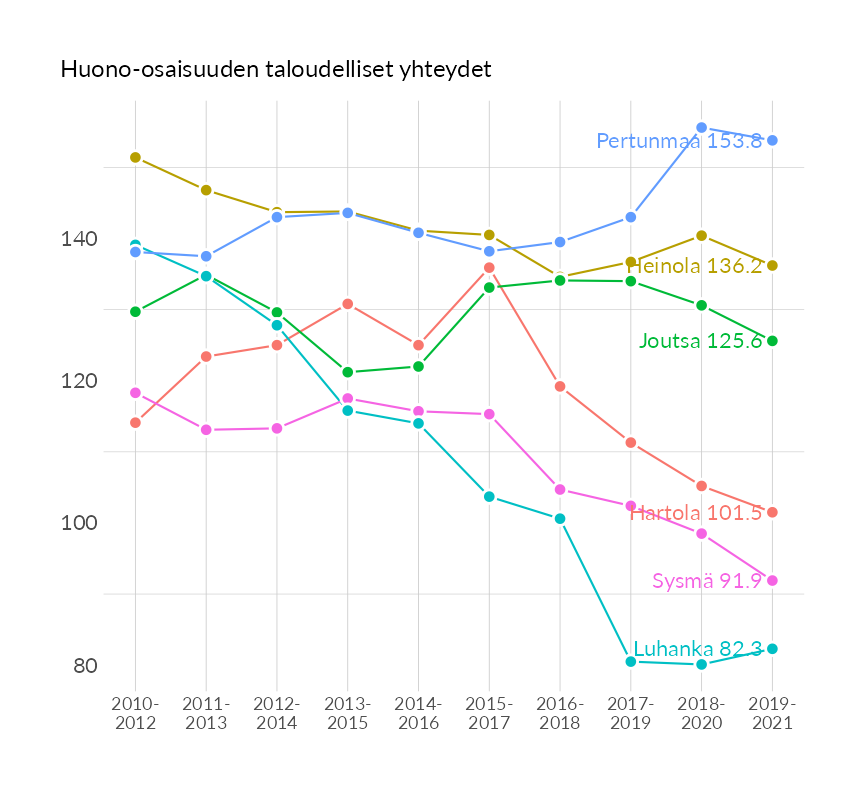 Huono-osaisuuden taloudelliset yhteydet
Pertunmaa 153.8
140
Heinola 136.2
Joutsa 125.6
120
Hartola 101.5
100
Sysmä 91.9
Luhanka 82.3
80
2010- 2011- 2012- 2013- 2014- 2015- 2016- 2017- 2018- 2019-
2012 2013 2014 2015 2016 2017 2018 2019 2020 2021